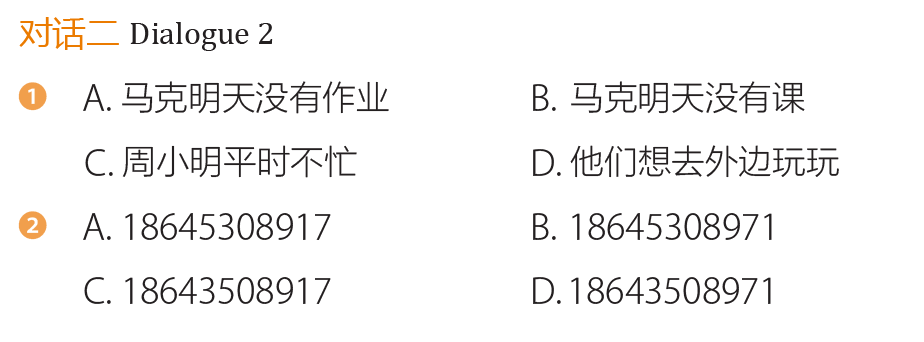 对话二 Dialogue 2
1 A. 马克明天没有作业 B. 马克明天没有课
C. 周小明平时不忙 D. 他们想去外边玩玩
2 A. 18645308917 B. 18645308971
C. 18643508917 D. 18643508971